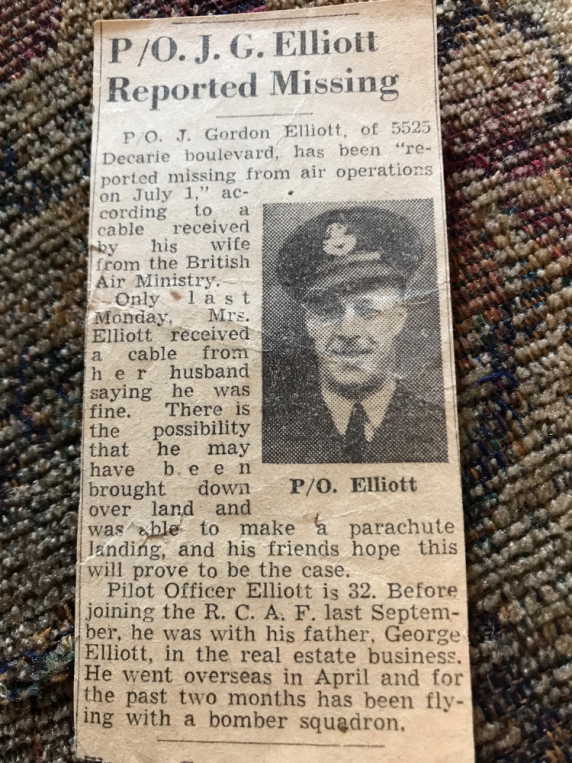 P/O. J. G. Elliott
Reported Missing
P/O. J. Gordon Elliott, of 5525
Decarie boulevard, has been "re-
ported missing from air operations
on July 1," ac-
cording to a
cable received
by his wife
from the British
Air Ministry.
Only last
Monday, Mrs.
Elliott received
a cable from
her husband
saying he was
fine. There is
the possibility
that he may
have been
brought down
over land and
was able to make a parachute
landing, and his friends hope this
will prove to be the case.
P/O. Elliott
Pilot Officer Elliott is 32. Before
joining the R. C. A. F. last Septem-
ber, he was with his father, George
Elliott, in the real estate business.
He went overseas in April and for
the past two months has been fly-
ing with a bomber squadron.